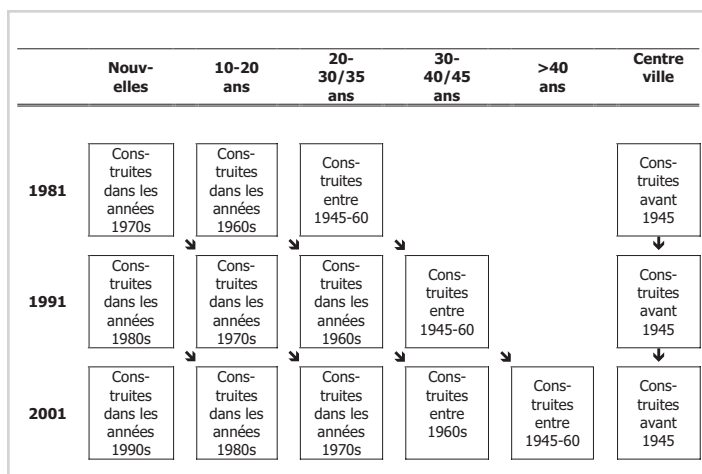 Nouv-
elles
10-20
ans
20-
30/35
ans
30-
40/45
ans
>40
ans
Centre
ville
1981
Cons-
truites
dans les
années
1970s
Cons-
truites
dans les
années
1960s
Cons-
truites
entre
1945-60
Cons-
truites
avant
1945
1991
Cons-
truites
dans les
années
1980s
Cons-
truites
dans les
années
1970s
Cons-
truites
dans les
années
1960s
Cons-
truites
entre
1945-60
Cons-
truites
avant
1945
2001
Cons-
truites
dans les
années
1990s
Cons-
truites
dans les
années
1980s
Cons-
truites
dans les
années
1970s
Cons-
truites
entre
1960s
Cons-
truites
entre
1945-60
Cons-
truites
avant
1945